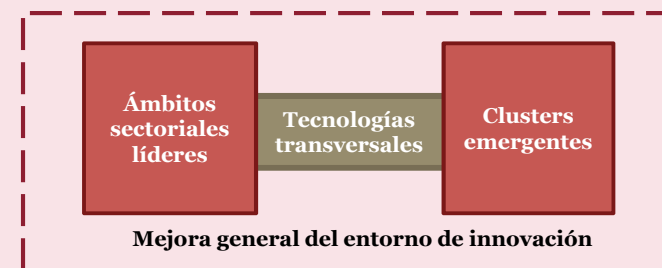 Ámbitos
sectoriales
líderes
Tecnologías
transversales
Clusters
emergentes
Mejora general del entorno de innovación